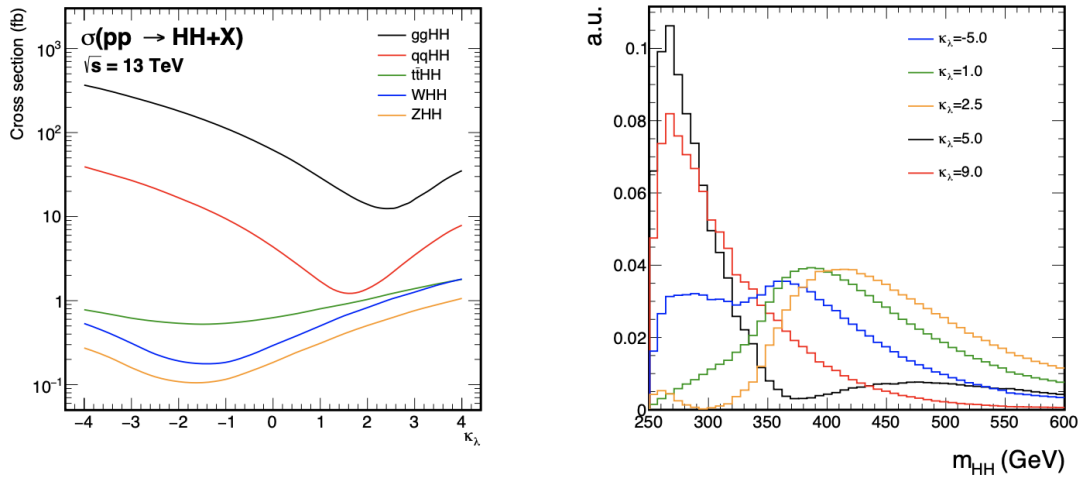 σ(pp → HH+X)
√s = 13 TeV
ggHH
qqHH
ttHH
WHH
ZHH
Cross section (fb)
10³
10²
10
1
10⁻¹
−4 −3 −2 −1 0 1 2 3 4
κλ
a.u.
κλ=-5.0
κλ=1.0
κλ=2.5
κλ=5.0
κλ=9.0
0.1
0.08
0.06
0.04
0.02
0
250 300 350 400 450 500 550 600
mHH (GeV)